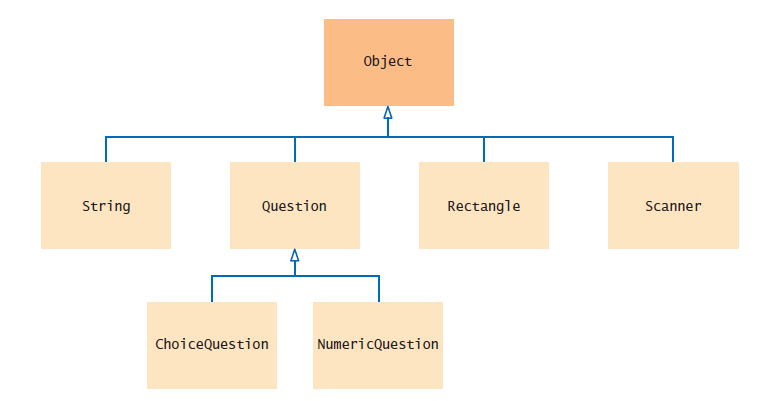 Object
String
Question
Rectangle
Scanner
ChoiceQuestion
NumericQuestion